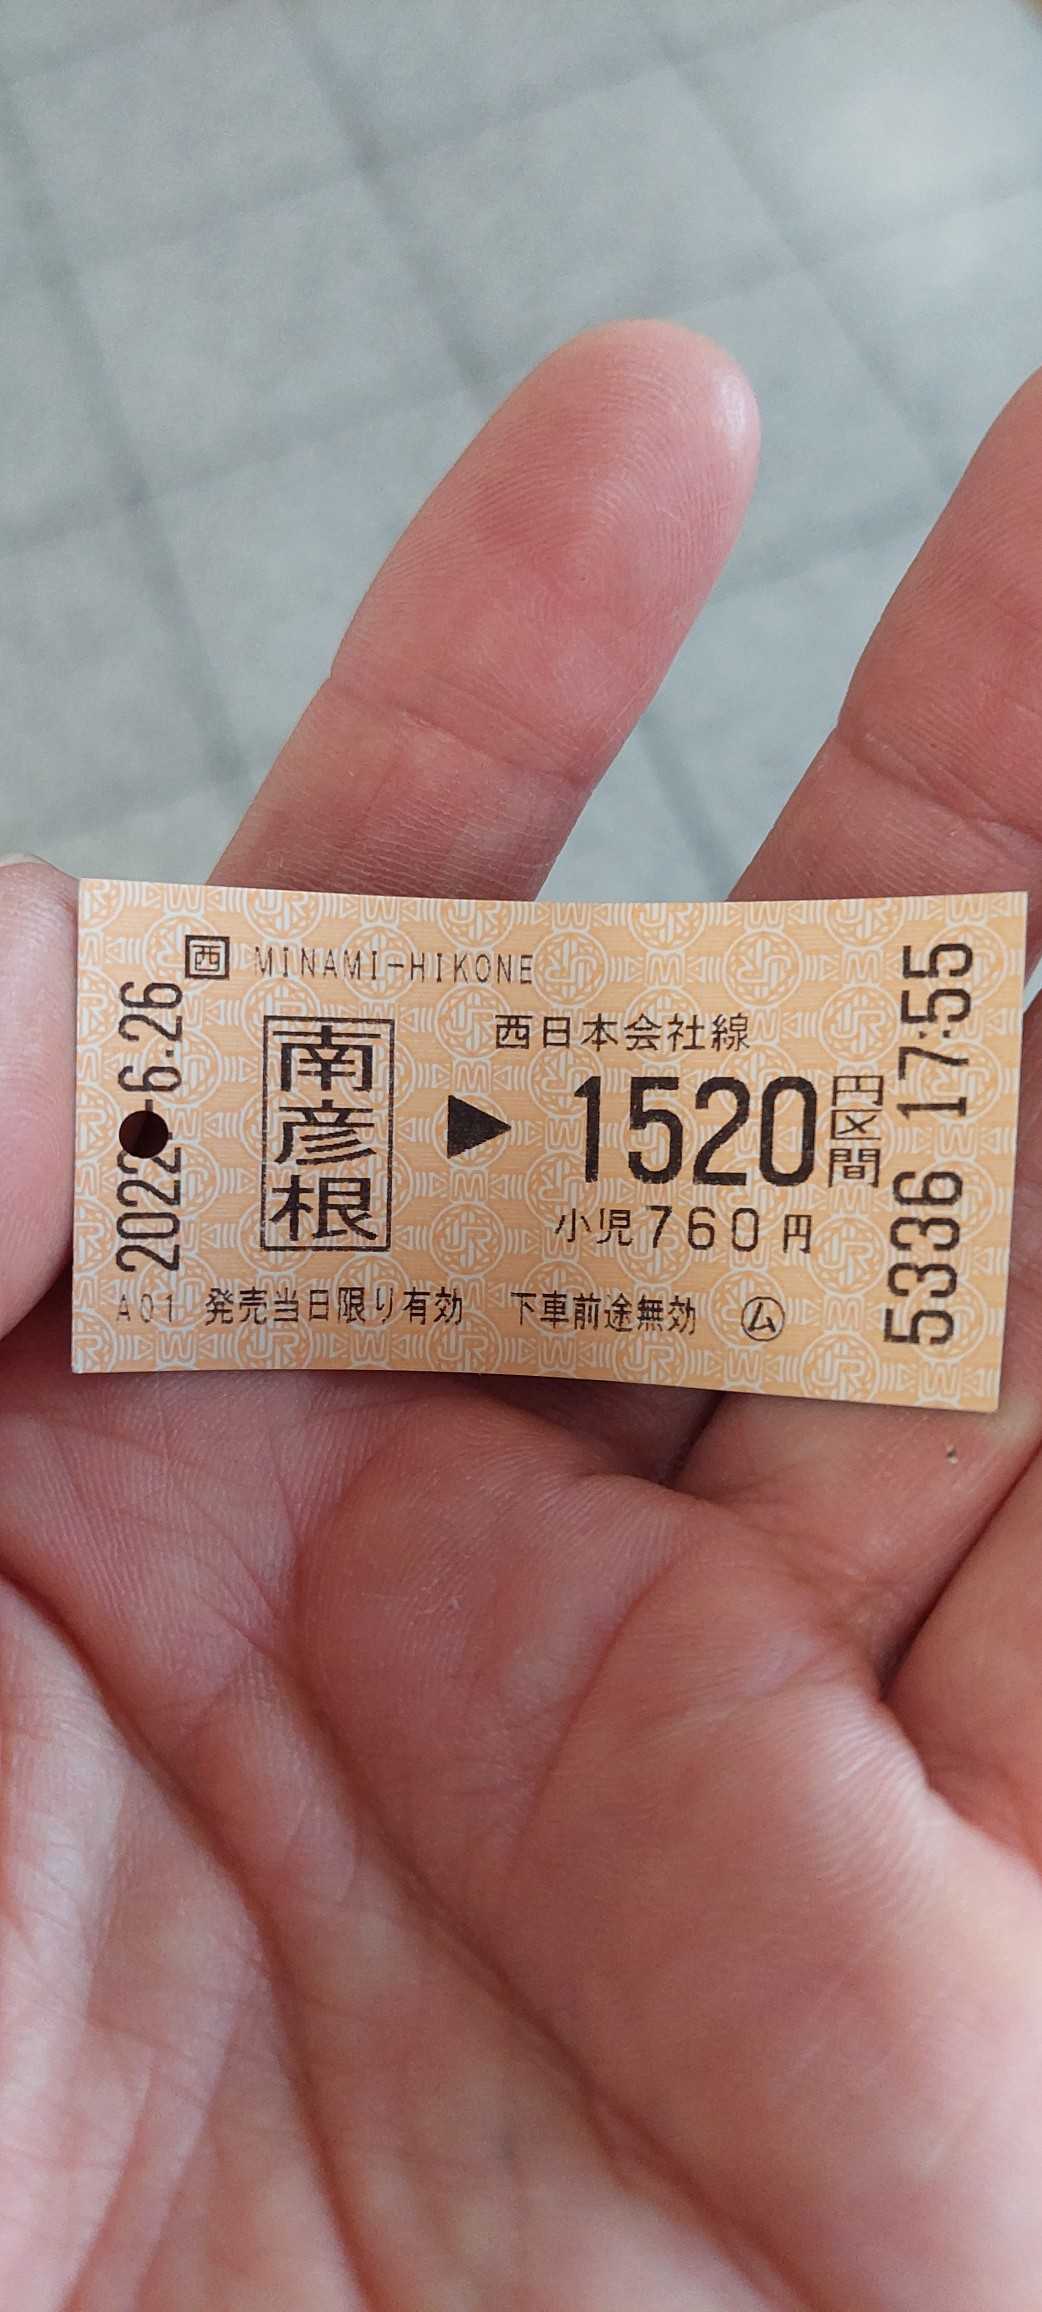 西 MINAMI-HIKONE
2022-6.26
南彦根 ▶ 西日本会社線
1520円区間
小児760円
A01 発売当日限り有効 下車前途無効 ㋰
5336 17:55